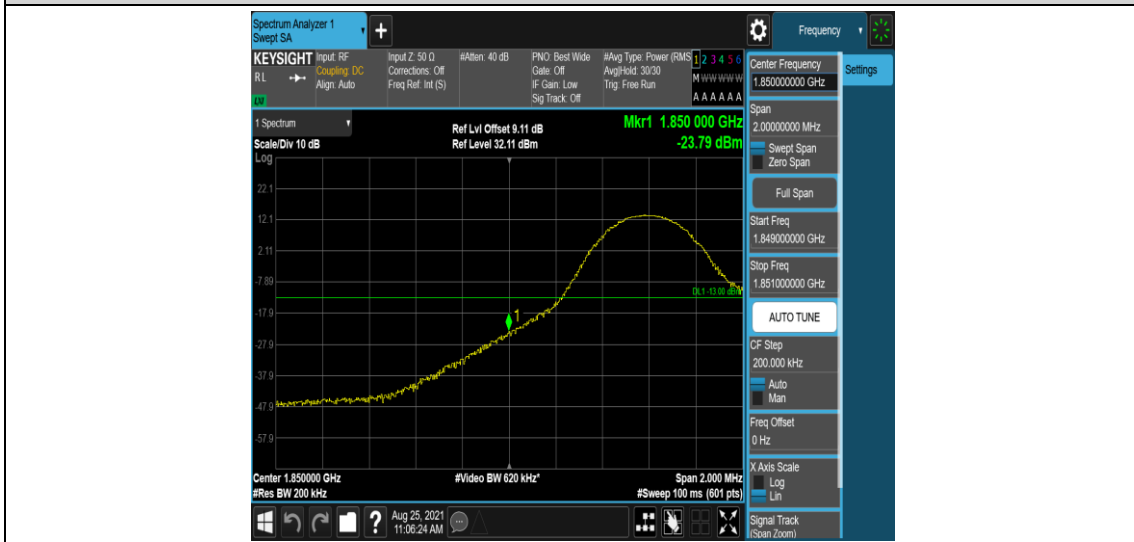 Spectrum Analyzer 1
Swept SA
+
Frequency
KEYSIGHT
RL
LXI
Input: RF
Coupling: DC
Align: Auto
Input Z: 50 Ω
Corrections: Off
Freq Ref: Int (S)
#Atten: 40 dB
PNO: Best Wide
Gate: Off
IF Gain: Low
Sig Track: Off
#Avg Type: Power (RMS
Avg|Hold: 30/30
Trig: Free Run
1 2 3 4 5 6
M W W W W W
A A A A A A
1 Spectrum
Scale/Div 10 dB
Log
Ref Lvl Offset 9.11 dB
Ref Level 32.11 dBm
Mkr1 1.850 000 GHz
-23.79 dBm
22.1
12.1
2.11
-7.89
-17.9
-27.9
-37.9
-47.9
-57.9
DL1 -13.00 dBm
1
Center 1.850000 GHz
#Res BW 200 kHz
#Video BW 620 kHz*
Span 2.000 MHz
#Sweep 100 ms (601 pts)
?
Aug 25, 2021
11:06:24 AM
Center Frequency
1.85000000 GHz
Settings
Span
2.00000000 MHz
Swept Span
Zero Span
Full Span
Start Freq
1.849000000 GHz
Stop Freq
1.851000000 GHz
AUTO TUNE
CF Step
200.000 kHz
Auto
Man
Freq Offset
0 Hz
X Axis Scale
Log
Lin
Signal Track
(Span Zoom)